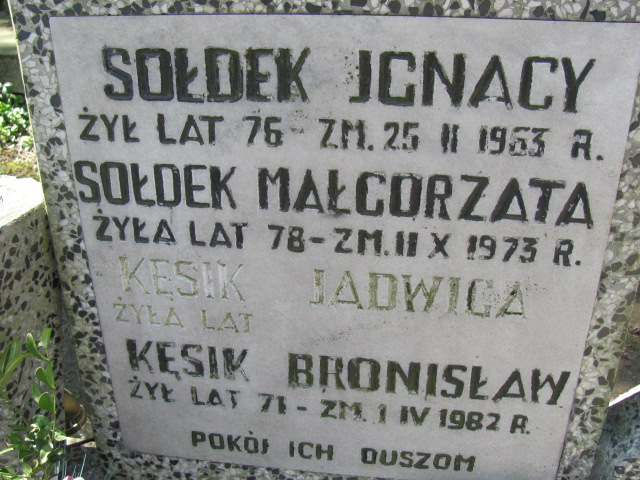 SOŁDEK IGNACY
ŻYŁ LAT 76 - ZM. 25 II 1963 R.
SOŁDEK MAŁGORZATA
ŻYŁA LAT 78 - ZM. 11 X 1973 R.
KĘSIK JADWIGA
ŻYŁA LAT
KĘSIK BRONISŁAW
ŻYŁ LAT 71 - ZM. 1 IV 1982 R.
POKÓJ ICH DUSZOM